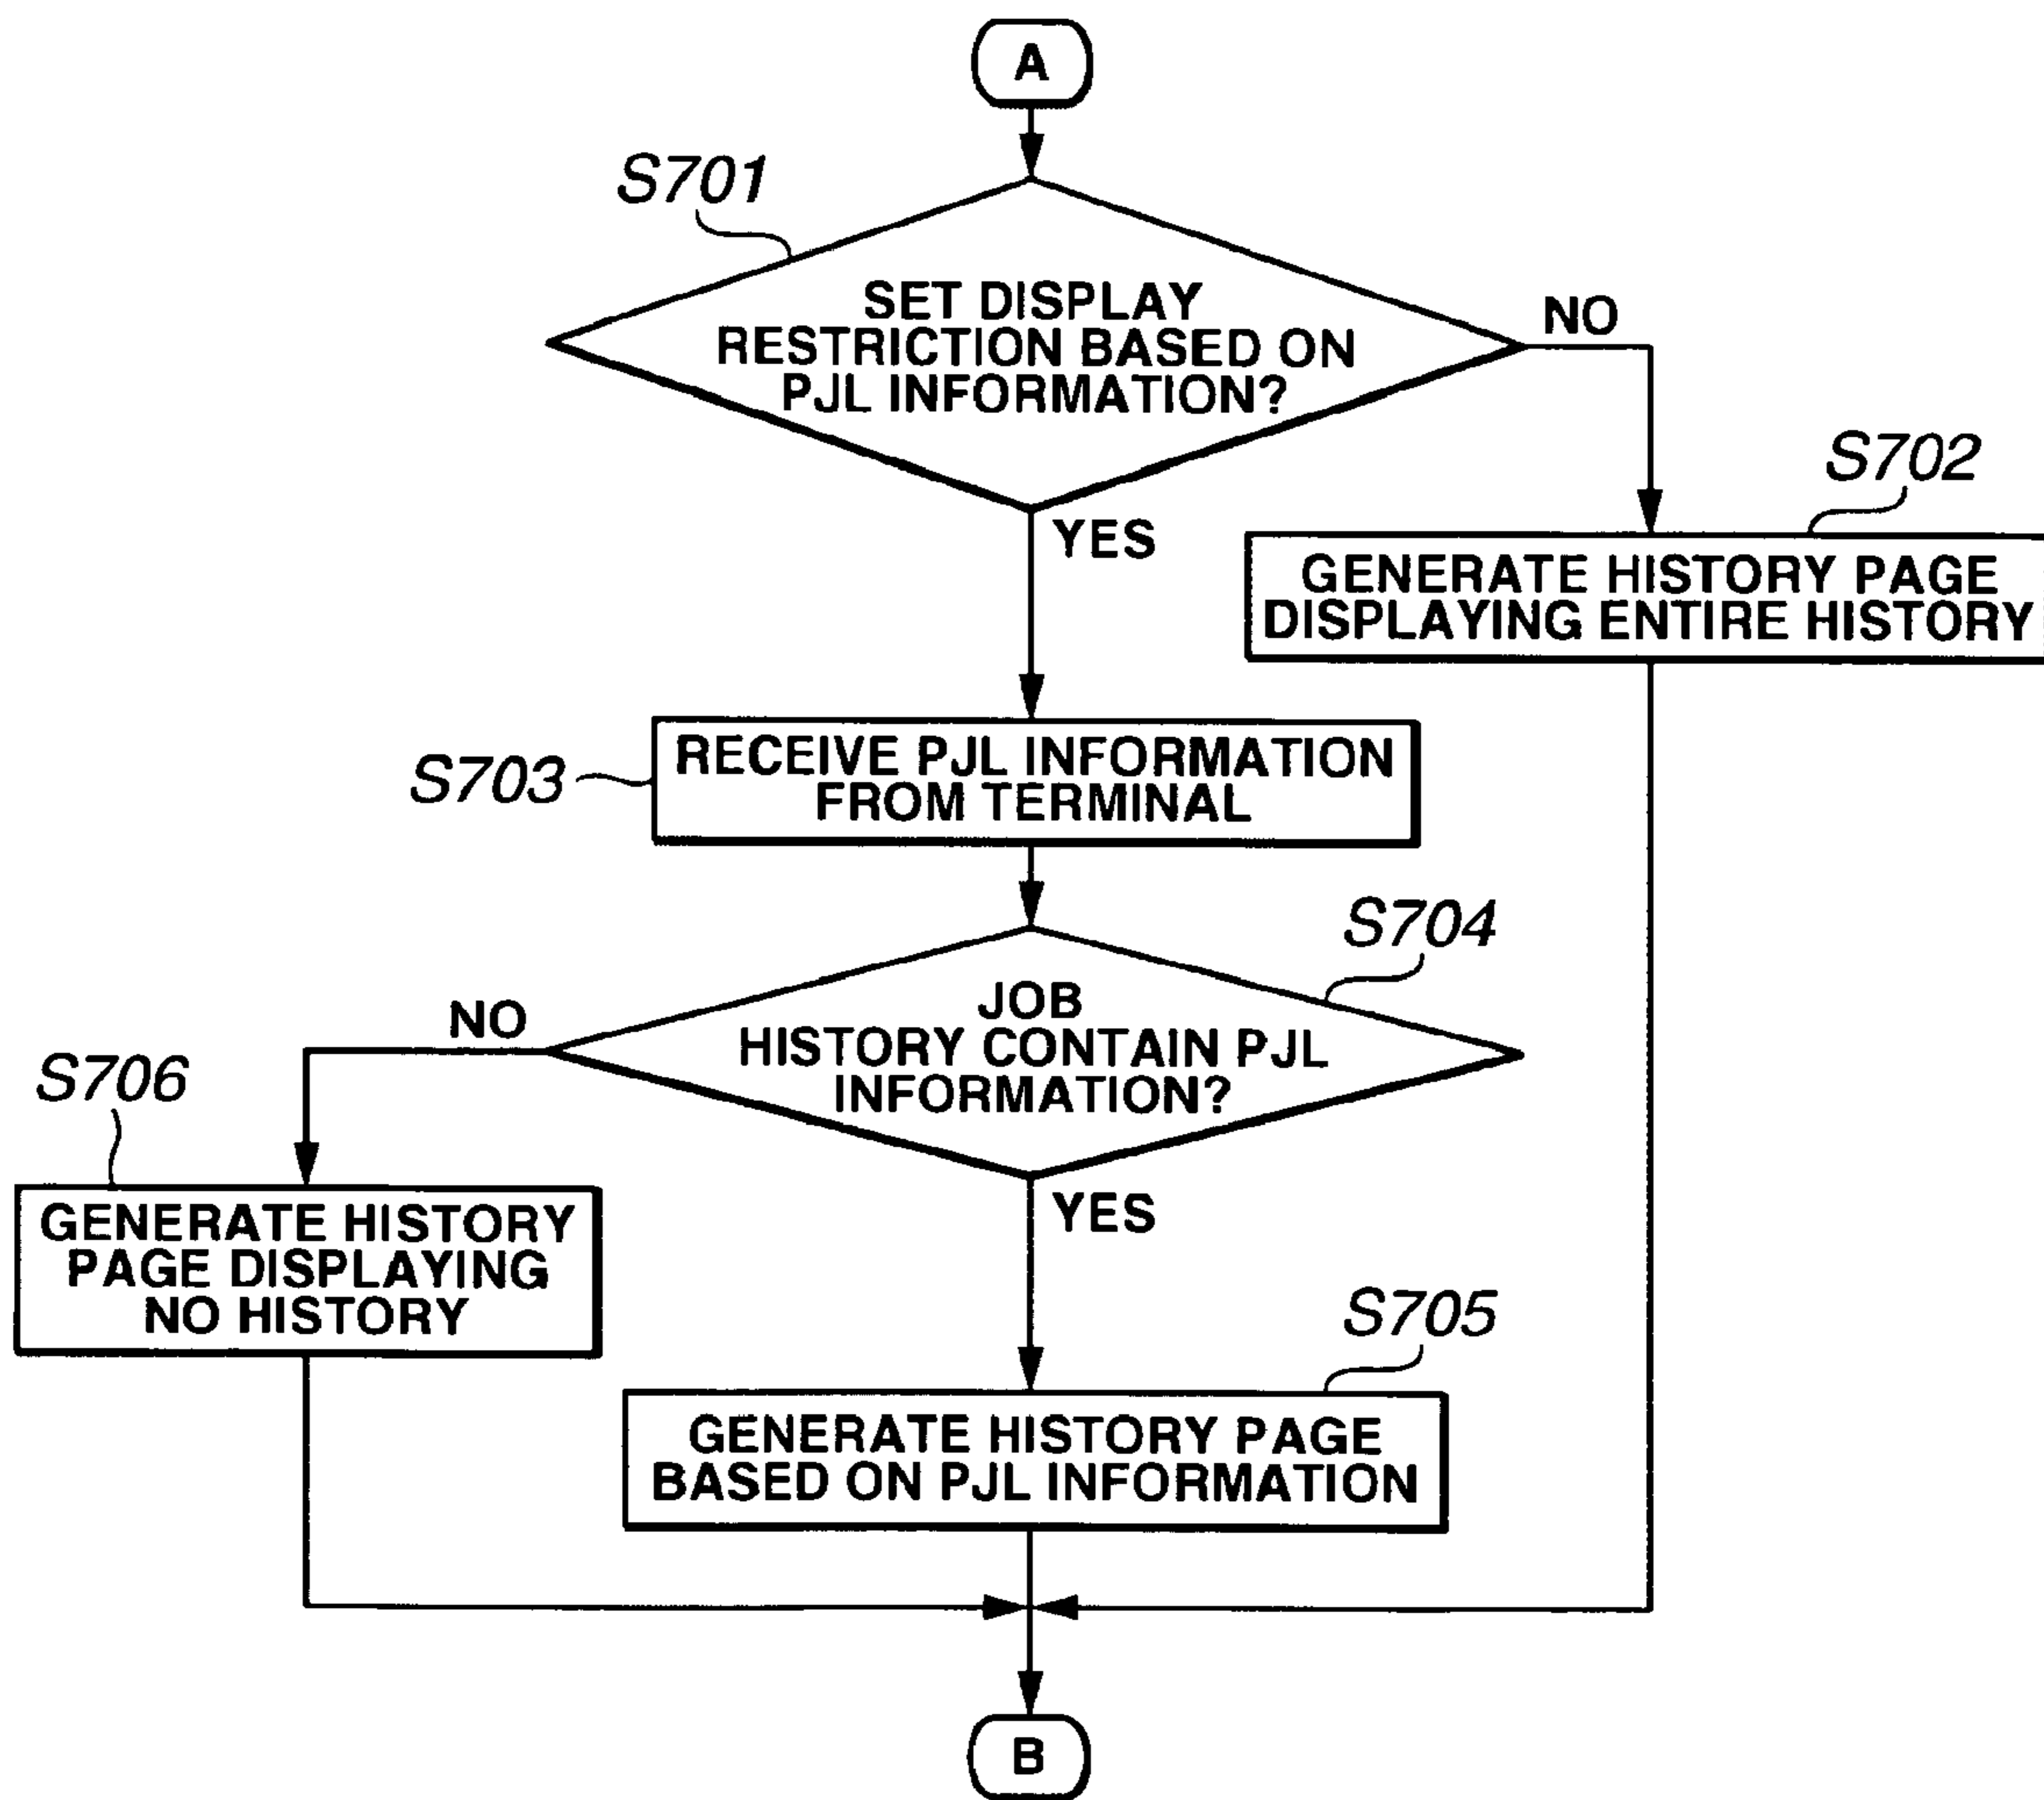 A
S701
SET DISPLAY
RESTRICTION BASED ON
PJL INFORMATION?
NO
YES
S702
GENERATE HISTORY PAGE
DISPLAYING ENTIRE HISTORY
S703
RECEIVE PJL INFORMATION
FROM TERMINAL
S704
JOB
HISTORY CONTAIN PJL
INFORMATION?
NO
YES
S706
GENERATE HISTORY
PAGE DISPLAYING
NO HISTORY
S705
GENERATE HISTORY PAGE
BASED ON PJL INFORMATION
B